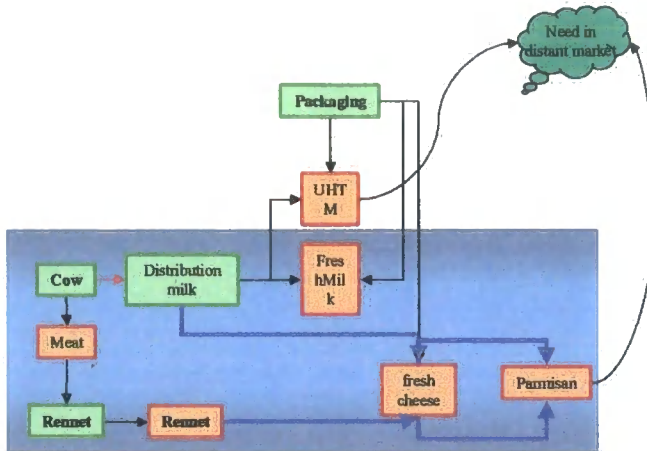 Need in
distant market
Packaging
UHT
M
Cow
Distribution
milk
Fres
hMil
k
Meat
fresh
cheese
Parmisan
Rennet
Rennet